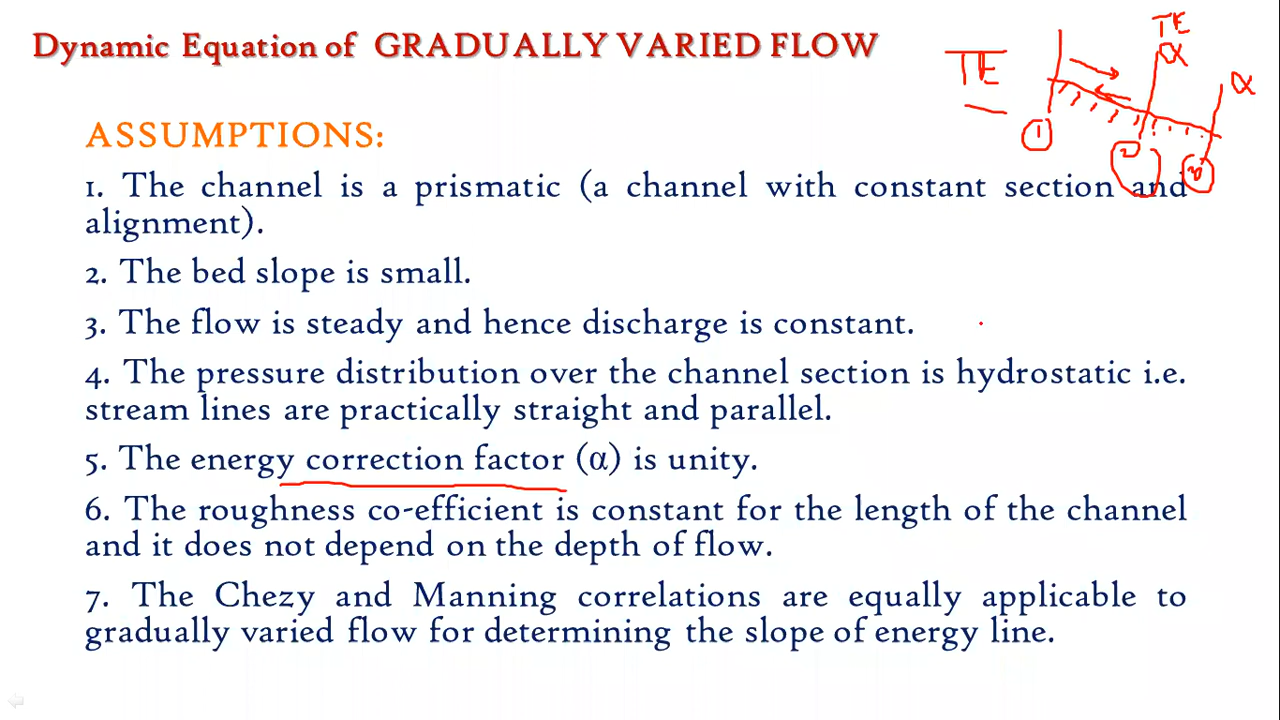 Dynamic Equation of GRADUALLY VARIED FLOW
TE
TE
α
α
1
2
3
ASSUMPTIONS:
1. The channel is a prismatic (a channel with constant section and
alignment).
2. The bed slope is small.
3. The flow is steady and hence discharge is constant.
4. The pressure distribution over the channel section is hydrostatic i.e.
stream lines are practically straight and parallel.
5. The energy correction factor (α) is unity.
6. The roughness co-efficient is constant for the length of the channel
and it does not depend on the depth of flow.
7. The Chezy and Manning correlations are equally applicable to
gradually varied flow for determining the slope of energy line.